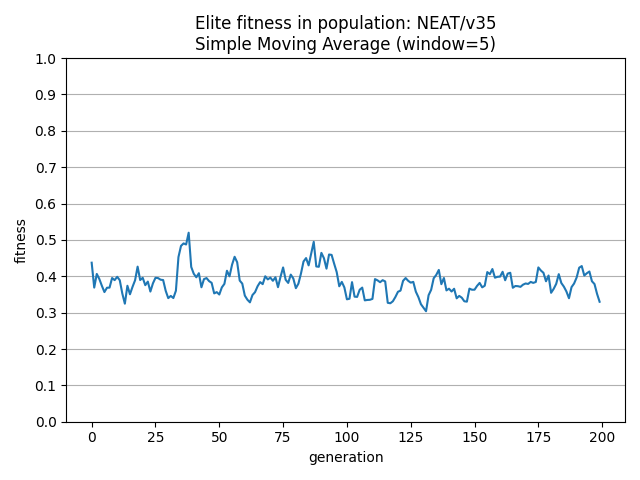 Elite fitness in population: NEAT/v35
Simple Moving Average (window=5)
1.0
0.9
0.8
0.7
0.6
0.5
0.4
0.3
0.2
0.1
0.0
fitness
0 25 50 75 100 125 150 175 200
generation